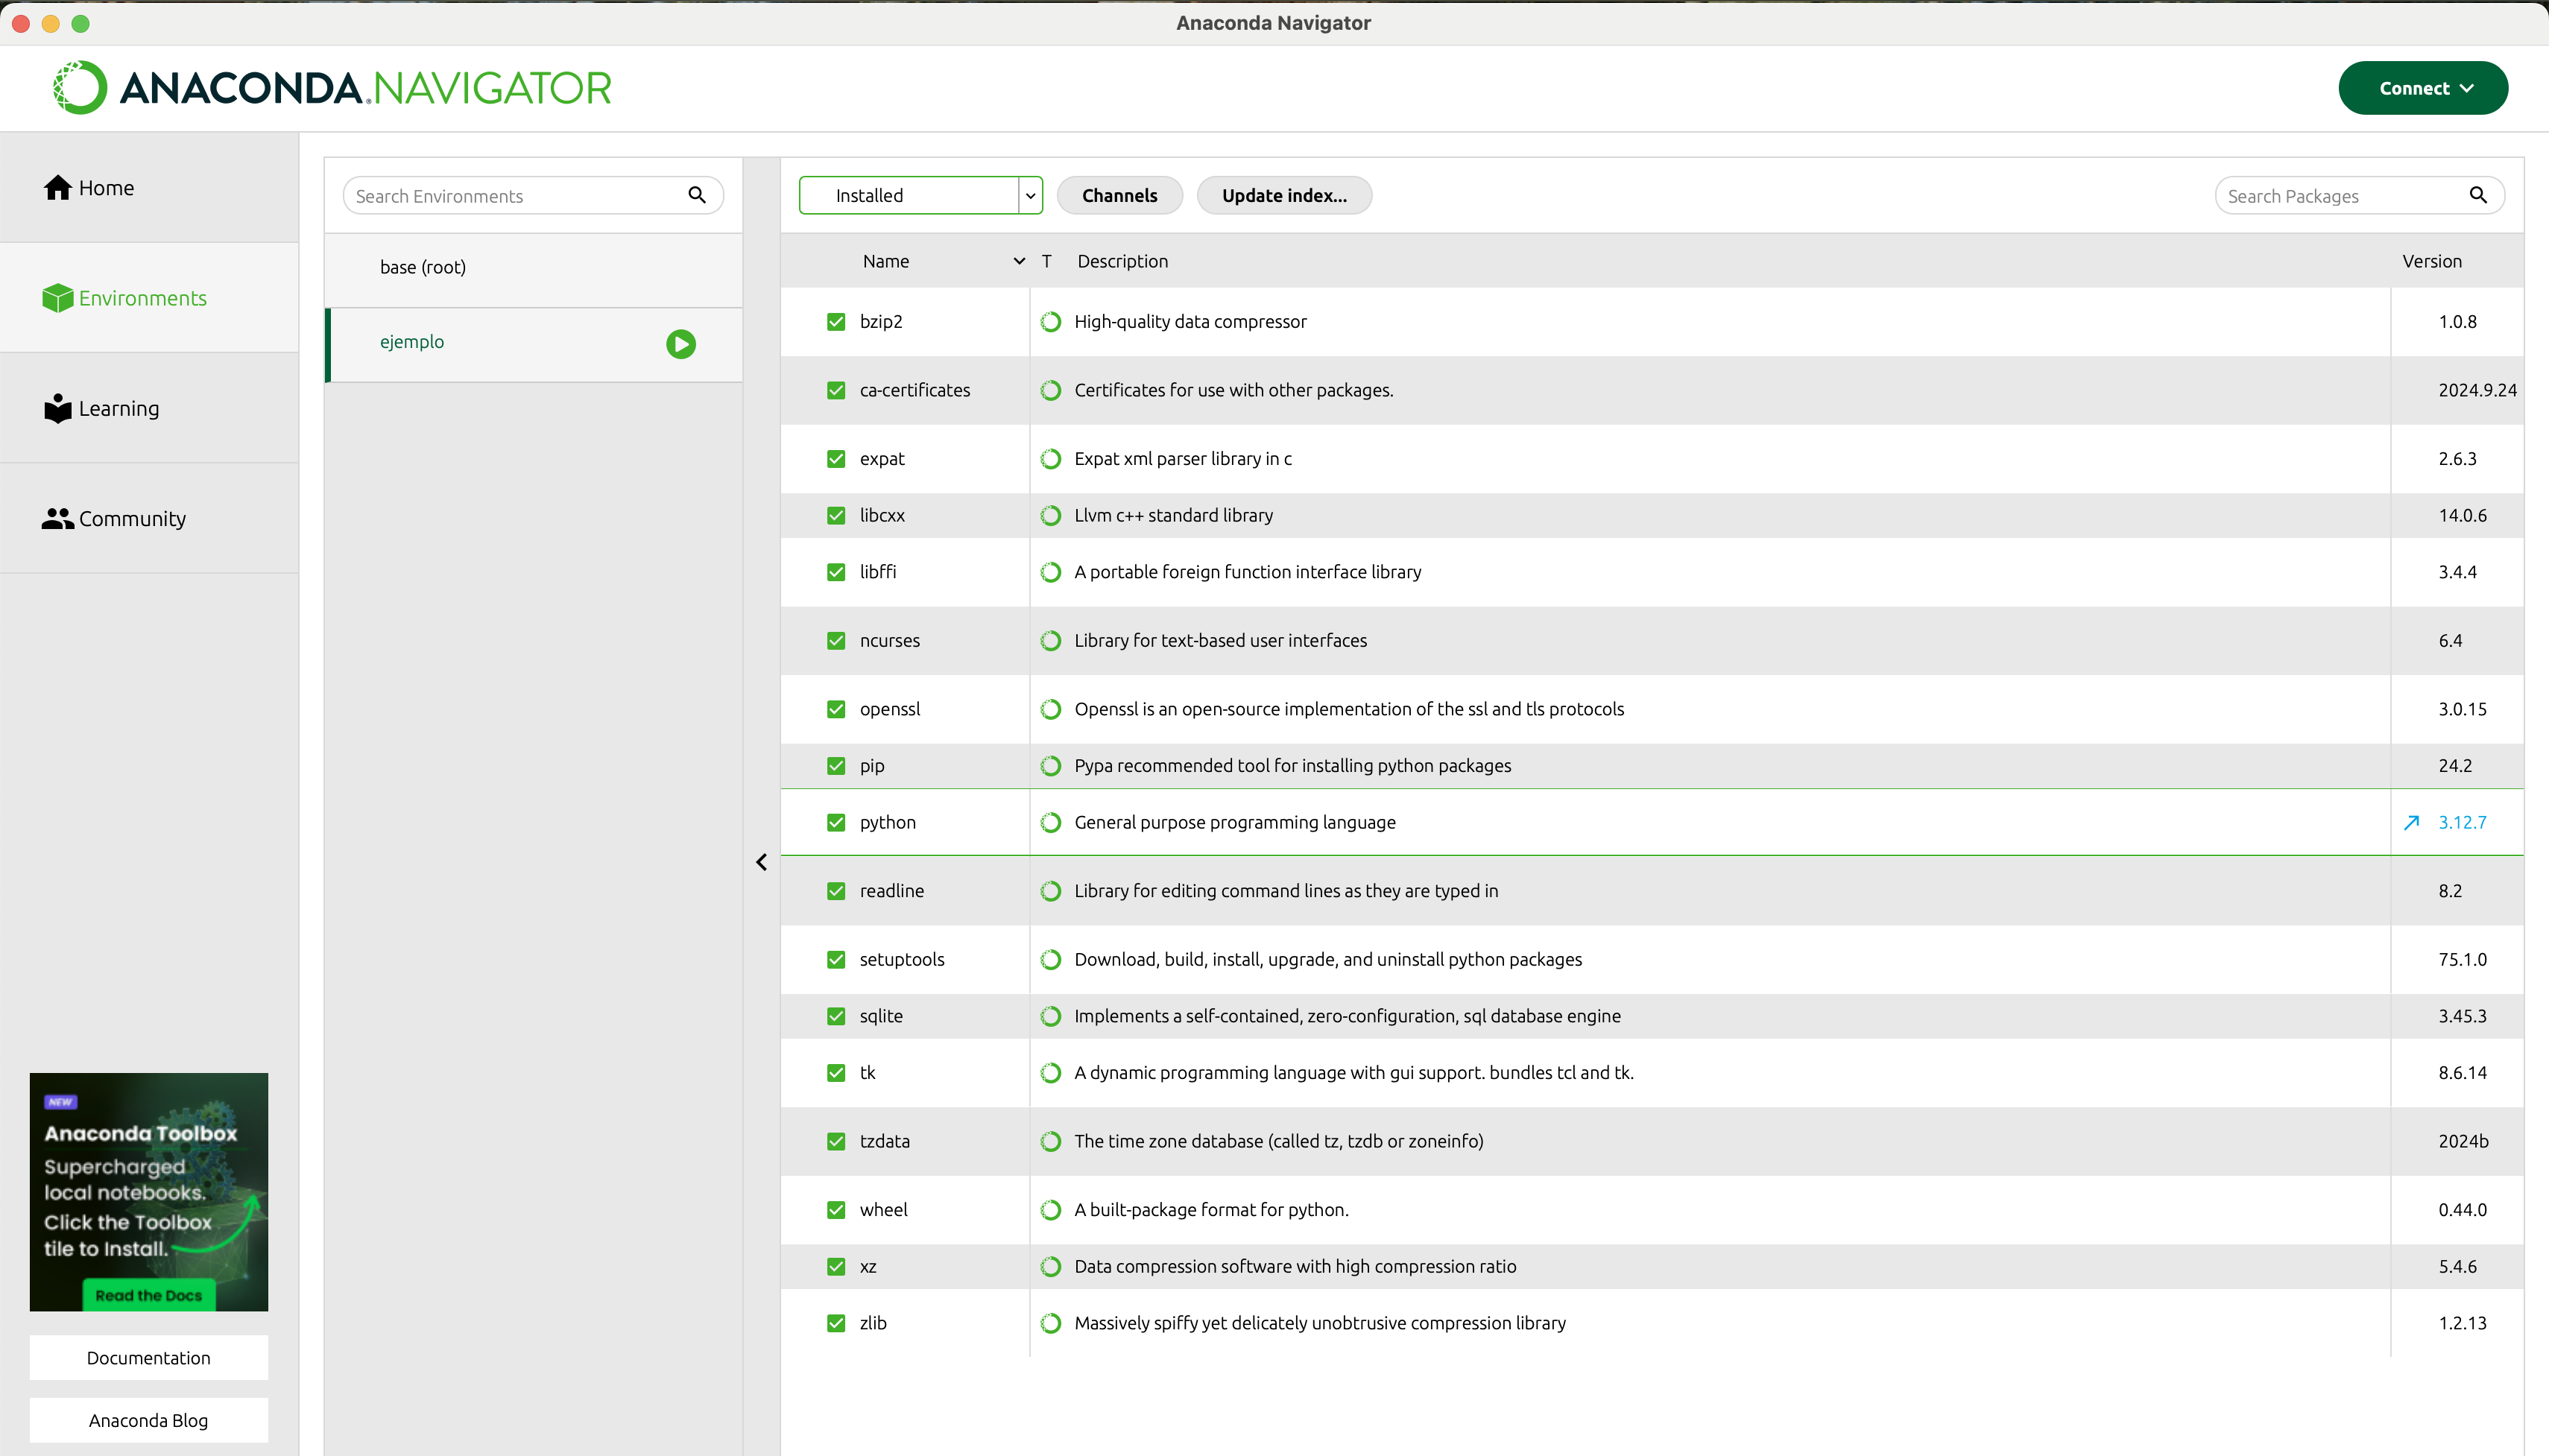 Anaconda Navigator
ANACONDA.NAVIGATOR
Connect
Home
Environments
Learning
Community
NEW
Anaconda Toolbox
Supercharged
local notebooks.
Click the Toolbox
tile to Install.
Read the Docs
Documentation
Anaconda Blog
Search Environments
base (root)
ejemplo
Installed
Channels
Update index...
Search Packages
Name T Description Version
bzip2 High-quality data compressor 1.0.8
ca-certificates Certificates for use with other packages. 2024.9.24
expat Expat xml parser library in c 2.6.3
libcxx Llvm c++ standard library 14.0.6
libffi A portable foreign function interface library 3.4.4
ncurses Library for text-based user interfaces 6.4
openssl Openssl is an open-source implementation of the ssl and tls protocols 3.0.15
pip Pypa recommended tool for installing python packages 24.2
python General purpose programming language 3.12.7
readline Library for editing command lines as they are typed in 8.2
setuptools Download, build, install, upgrade, and uninstall python packages 75.1.0
sqlite Implements a self-contained, zero-configuration, sql database engine 3.45.3
tk A dynamic programming language with gui support. bundles tcl and tk. 8.6.14
tzdata The time zone database (called tz, tzdb or zoneinfo) 2024b
wheel A built-package format for python. 0.44.0
xz Data compression software with high compression ratio 5.4.6
zlib Massively spiffy yet delicately unobtrusive compression library 1.2.13